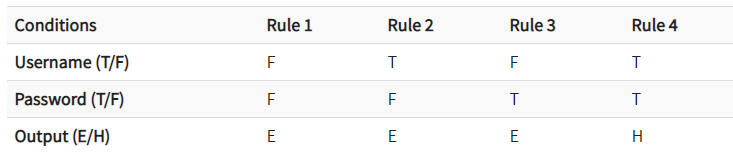 Conditions Rule 1 Rule 2 Rule 3 Rule 4
Username (T/F) F T F T
Password (T/F) F F T T
Output (E/H) E E E H